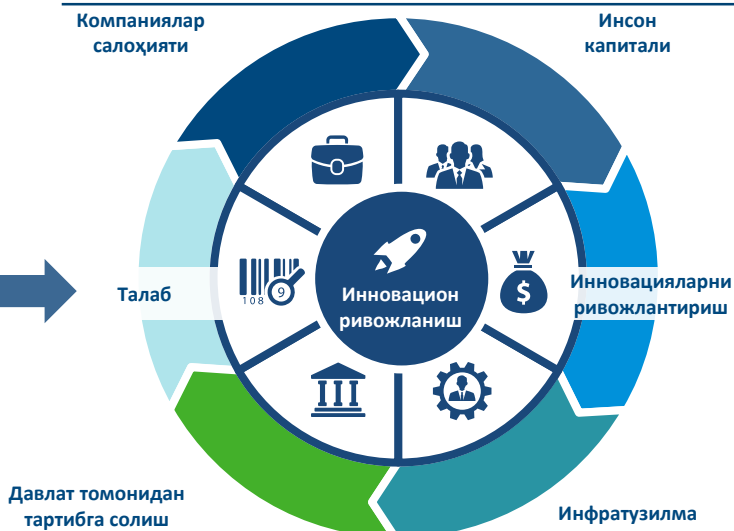 Компаниялар
салоҳияти
Инсон
капитали
Талаб
108
9
Инновацион
ривожланиш
$
Инновацияларни
ривожлантириш
Давлат томонидан
тартибга солиш
Инфратузилма